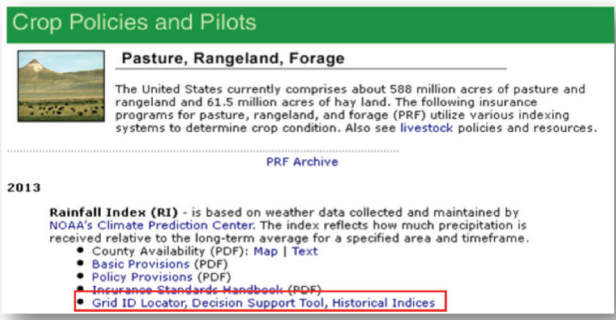 Crop Policies and Pilots
Pasture, Rangeland, Forage
The United States currently comprises about 588 million acres of pasture and
rangeland and 61.5 million acres of hay land. The following insurance
programs for pasture, rangeland, and forage (PRF) utilize various indexing
systems to determine crop condition. Also see livestock policies and resources.
PRF Archive
2013
Rainfall Index (RI) - is based on weather data collected and maintained by
NOAA's Climate Prediction Center. The index reflects how much precipitation is
received relative to the long-term average for a specified area and timeframe.
• County Availability (PDF): Map | Text
• Basic Provisions (PDF)
• Policy Provisions (PDF)
• Insurance Standards Handbook (PDF)
• Grid ID Locator, Decision Support Tool, Historical Indices